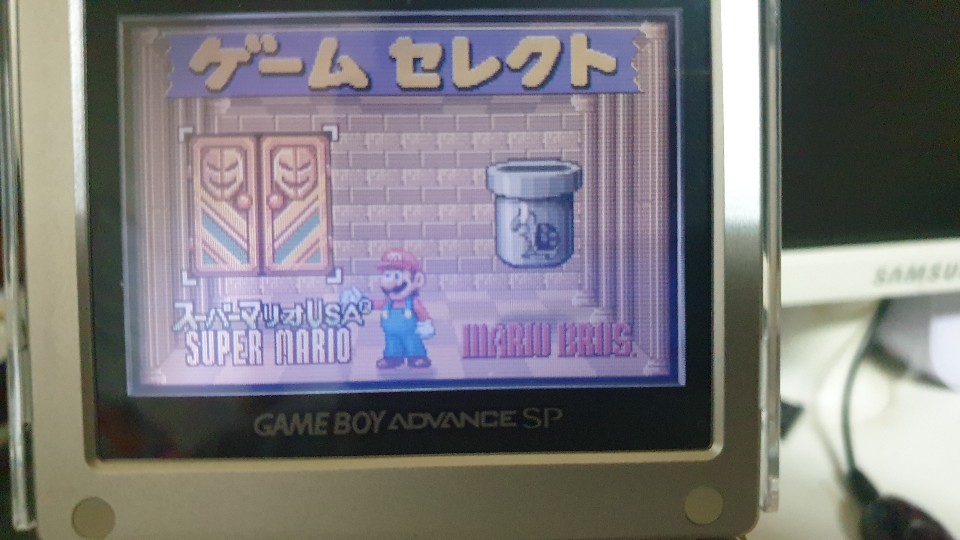 ゲーム セレクト
スーパーマリオUSA
SUPER MARIO
MARIO BROS.
GAME BOY ADVANCE SP
SAMSU